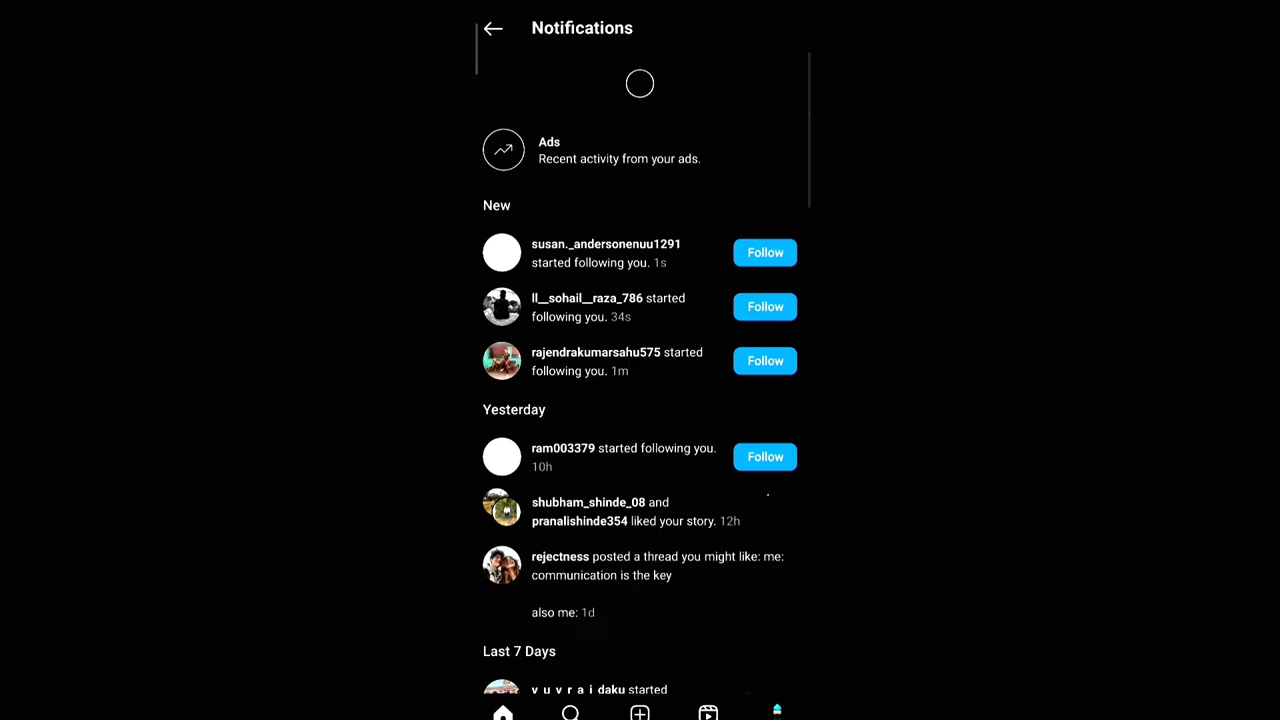 Notifications
Ads
Recent activity from your ads.
New
susan._andersonenuu1291
started following you. 1s
Follow
ll__sohail__raza_786 started
following you. 34s
Follow
rajendrakumarsahu575 started
following you. 1m
Follow
Yesterday
ram003379 started following you.
10h
Follow
shubham_shinde_08 and
pranalishinde354 liked your story. 12h
rejectness posted a thread you might like: me:
communication is the key
also me: 1d
Last 7 Days
y_u_v_r_a_j_daku started